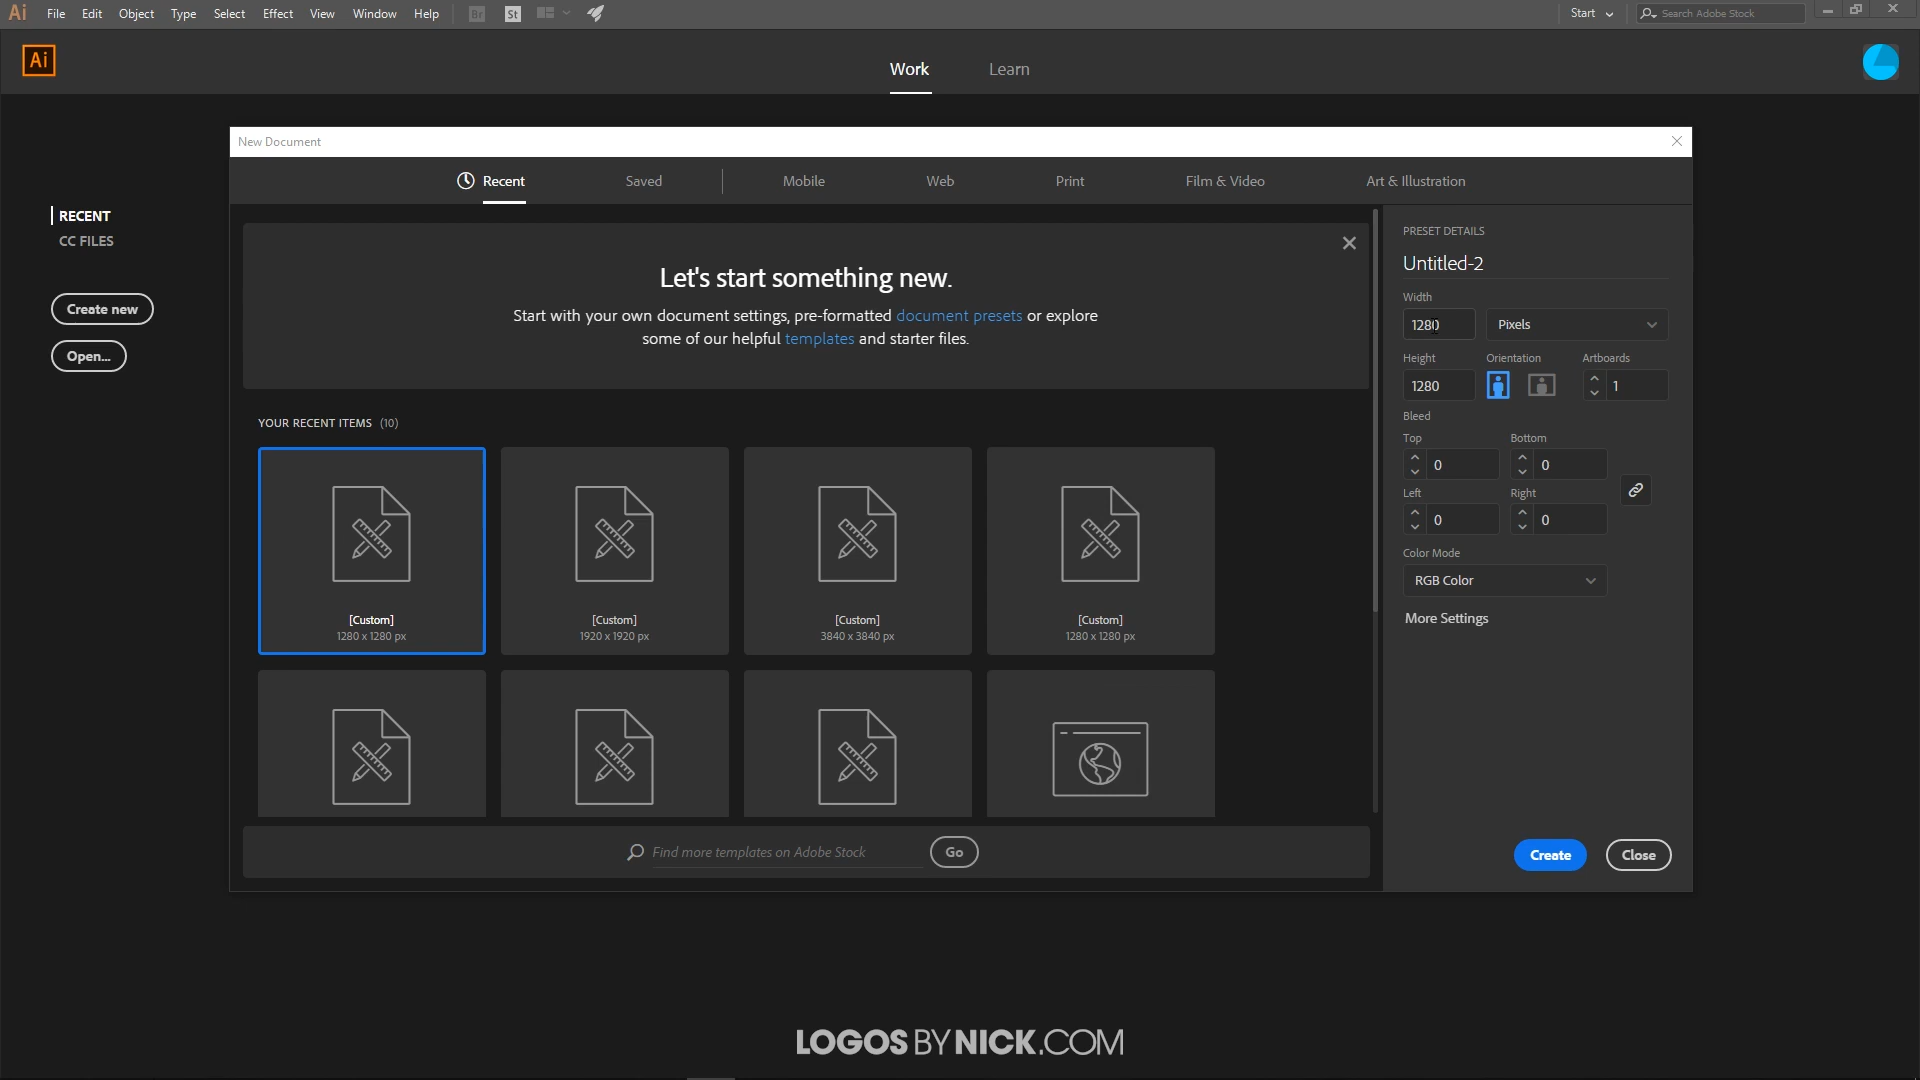 Ai File Edit Object Type Select Effect View Window Help Br St Start Search Adobe Stock
Ai
Work Learn
New Document
Recent Saved Mobile Web Print Film & Video Art & Illustration
RECENT
CC FILES
Create new
Open...
Let's start something new.
Start with your own document settings, pre-formatted document presets or explore
some of our helpful templates and starter files.
YOUR RECENT ITEMS (10)
[Custom]
1280 x 1280 px
[Custom]
1920 x 1920 px
[Custom]
3840 x 3840 px
[Custom]
1280 x 1280 px
Find more templates on Adobe Stock Go
PRESET DETAILS
Untitled-2
Width
1280 Pixels
Height Orientation Artboards
1280 1
Bleed
Top Bottom
0 0
Left Right
0 0
Color Mode
RGB Color
More Settings
Create Close
LOGOS BY NICK.COM